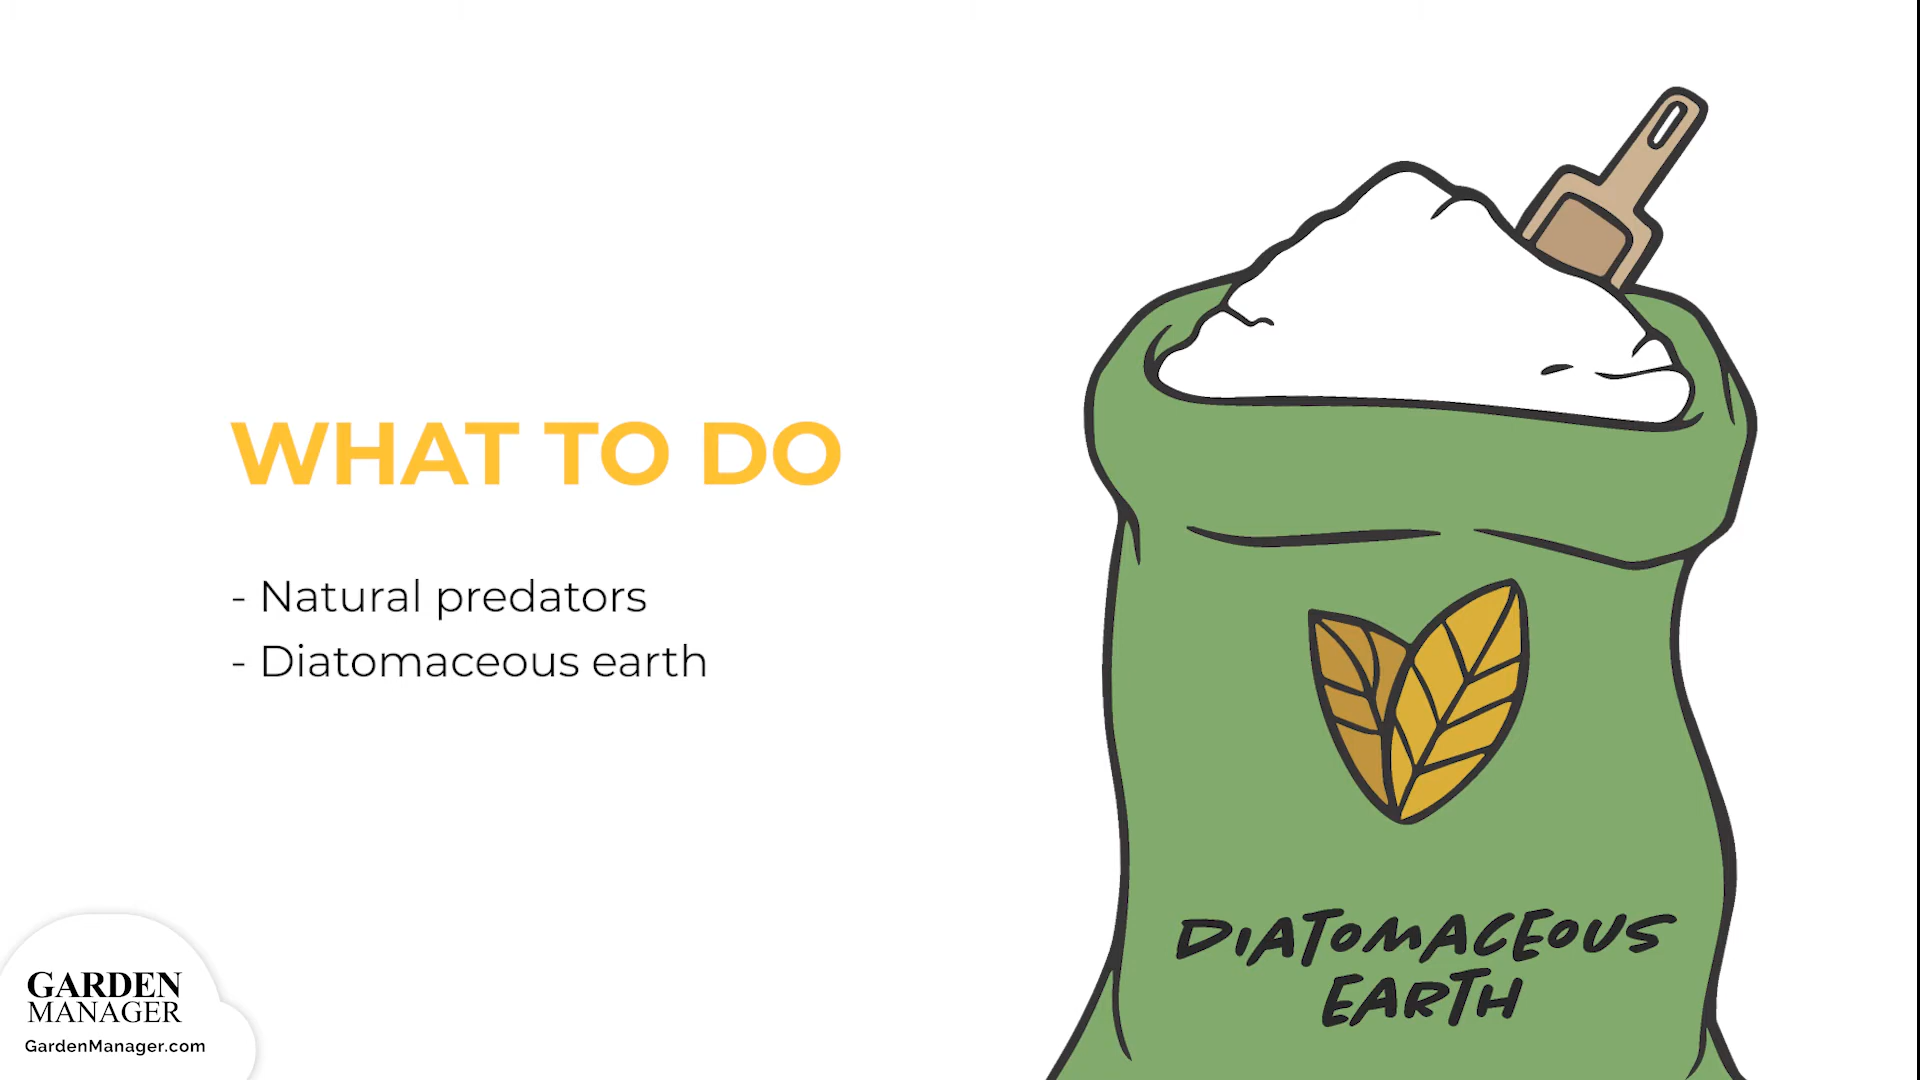 WHAT TO DO
- Natural predators
- Diatomaceous earth
DIATOMACEOUS
EARTH
GARDEN
MANAGER
GardenManager.com